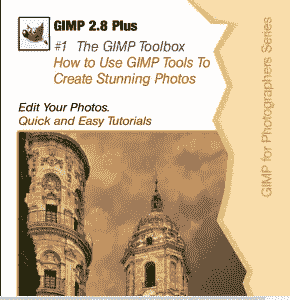 GIMP 2.8 Plus
#1 The GIMP Toolbox
How to Use GIMP Tools To
Create Stunning Photos
Edit Your Photos.
Quick and Easy Tutorials
GIMP for Photographers Series